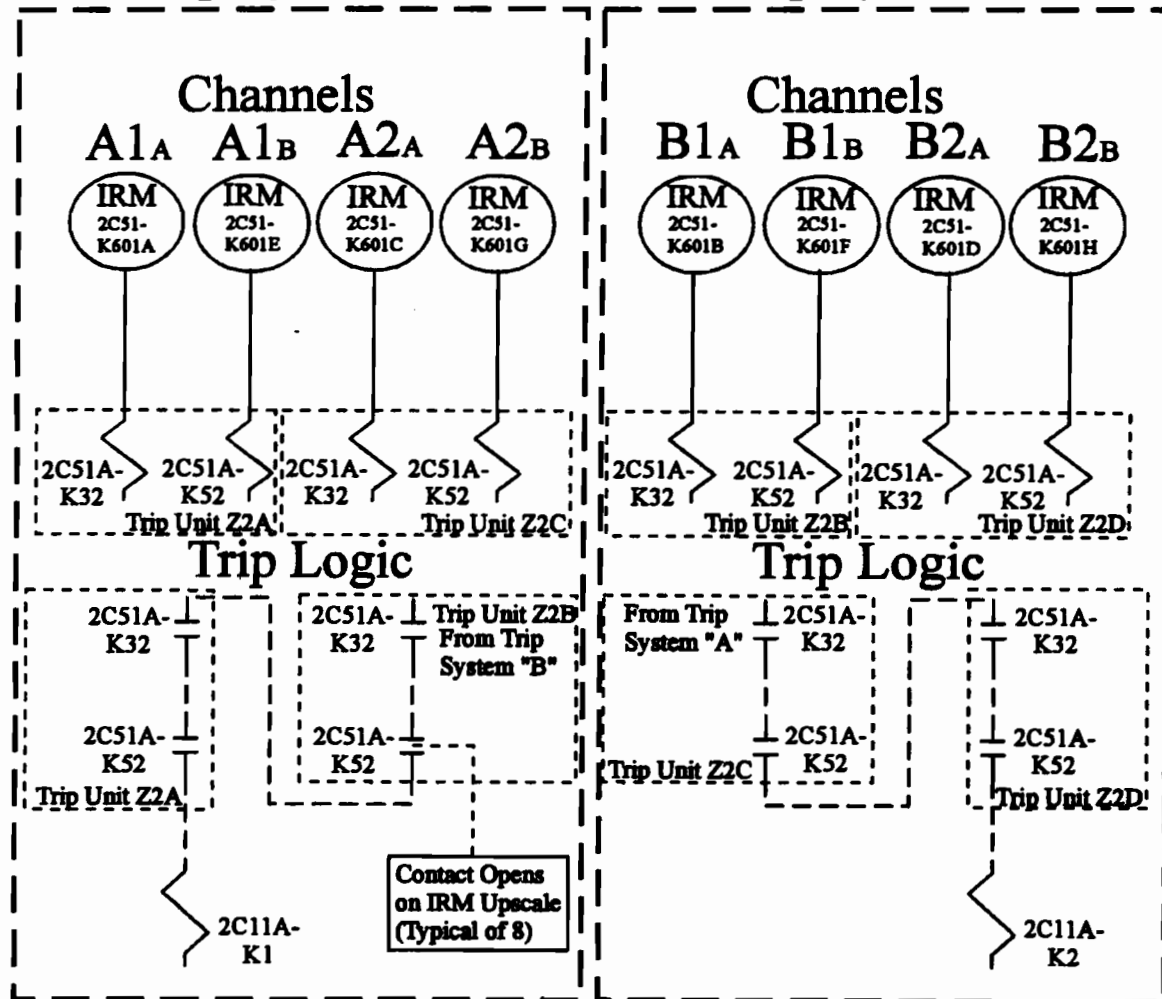 Channels
A1A A1B A2A A2B
IRM
2C51-
K601A
IRM
2C51-
K601E
IRM
2C51-
K601C
IRM
2C51-
K601G
2C51A-
K32
2C51A-
K52
Trip Unit Z2A
2C51A-
K32
2C51A-
K52
Trip Unit Z2C
Trip Logic
2C51A-
K32
2C51A-
K52
Trip Unit Z2A
2C51A-
K32
Trip Unit Z2B
From Trip
System "B"
2C51A-
K52
Contact Opens
on IRM Upscale
(Typical of 8)
2C11A-
K1
Channels
B1A B1B B2A B2B
IRM
2C51-
K601B
IRM
2C51-
K601F
IRM
2C51-
K601D
IRM
2C51-
K601H
2C51A-
K32
2C51A-
K52
Trip Unit Z2B
2C51A-
K32
2C51A-
K52
Trip Unit Z2D
Trip Logic
From Trip
System "A"
2C51A-
K32
2C51A-
K52
Trip Unit Z2C
2C51A-
K32
2C51A-
K52
Trip Unit Z2D
2C11A-
K2